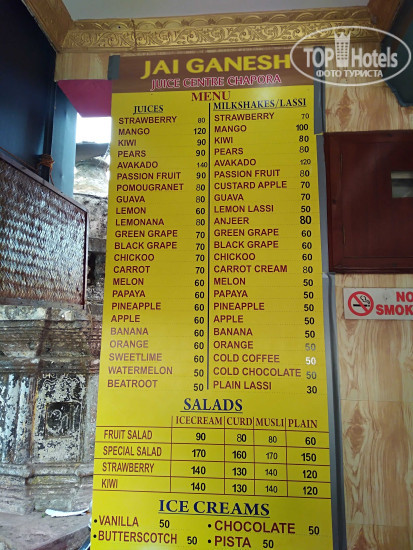 TopHotels
ФОТО ТУРИСТА
JAI GANESH
JUICE CENTRE CHAPORA
MENU
JUICES
STRAWBERRY 80
MANGO 120
KIWI 90
PEARS 90
AVAKADO 140
PASSION FRUIT 90
POMOUGRANET 80
GUAVA 80
LEMON 60
LEMONANA 80
GREEN GRAPE 70
BLACK GRAPE 70
CHICKOO 70
CARROT 70
MELON 60
PAPAYA 60
PINEAPPLE 60
APPLE 60
BANANA 60
ORANGE 60
SWEETLIME 60
WATERMELON 50
BEATROOT 50
MILKSHAKES/LASSI
STRAWBERRY 70
MANGO 100
KIWI 80
PEARS 80
AVAKADO 120
PASSION FRUIT 80
CUSTARD APPLE 70
GUAVA 70
LEMON LASSI 50
ANJEER 80
GREEN GRAPE 60
BLACK GRAPE 60
CHICKOO 60
CARROT CREAM 80
MELON 50
PAPAYA 50
PINEAPPLE 50
APPLE 50
BANANA 50
ORANGE 50
COLD COFFEE 50
COLD CHOCOLATE 50
PLAIN LASSI 30
SALADS
ICECREAM CURD MUSLI PLAIN
FRUIT SALAD 90 80 80 60
SPECIAL SALAD 170 160 170 150
STRAWBERRY 140 130 140 120
KIWI 140 130 140 120
ICE CREAMS
•VANILLA 50 •CHOCOLATE 50
•BUTTERSCOTCH 50 •PISTA 50
NO
SMOK